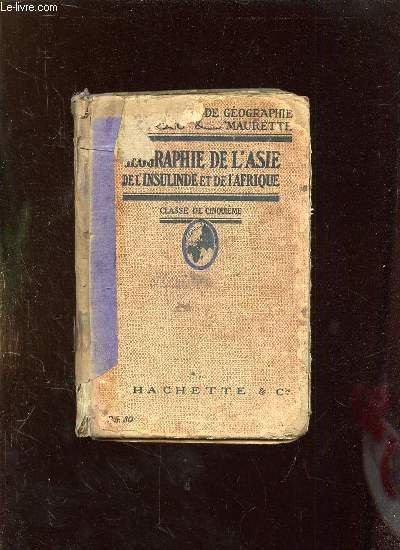 Le-livre.com
DE GÉOGRAPHIE
& MAURETTE
GÉOGRAPHIE DE L'ASIE
DE L'INSULINDE ET DE L'AFRIQUE
CLASSE DE CINQUIÈME
HACHETTE & Cie